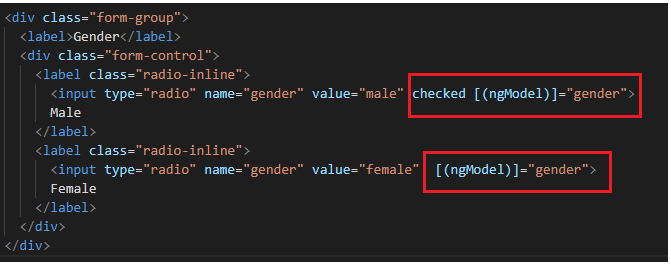 <div class="form-group">
<label>Gender</label>
<div class="form-control">
<label class="radio-inline">
<input type="radio" name="gender" value="male" checked [(ngModel)]="gender">
Male
</label>
<label class="radio-inline">
<input type="radio" name="gender" value="female" [(ngModel)]="gender">
Female
</label>
</div>
</div>